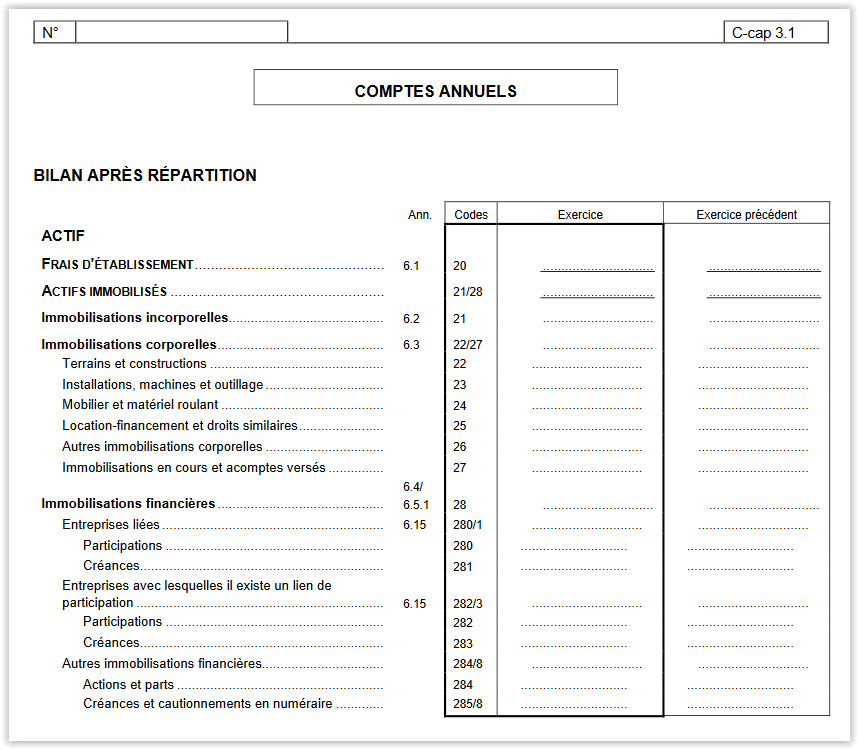 N° C-cap 3.1
COMPTES ANNUELS
BILAN APRÈS RÉPARTITION
Ann. Codes Exercice Exercice précédent
ACTIF
FRAIS D’ÉTABLISSEMENT 6.1 20
ACTIFS IMMOBILISÉS 21/28
Immobilisations incorporelles 6.2 21
Immobilisations corporelles 6.3 22/27
Terrains et constructions 22
Installations, machines et outillage 23
Mobilier et matériel roulant 24
Location-financement et droits similaires 25
Autres immobilisations corporelles 26
Immobilisations en cours et acomptes versés 27
6.4/
Immobilisations financières 6.5.1 28
Entreprises liées 6.15 280/1
Participations 280
Créances 281
Entreprises avec lesquelles il existe un lien de
participation 6.15 282/3
Participations 282
Créances 283
Autres immobilisations financières 284/8
Actions et parts 284
Créances et cautionnements en numéraire 285/8